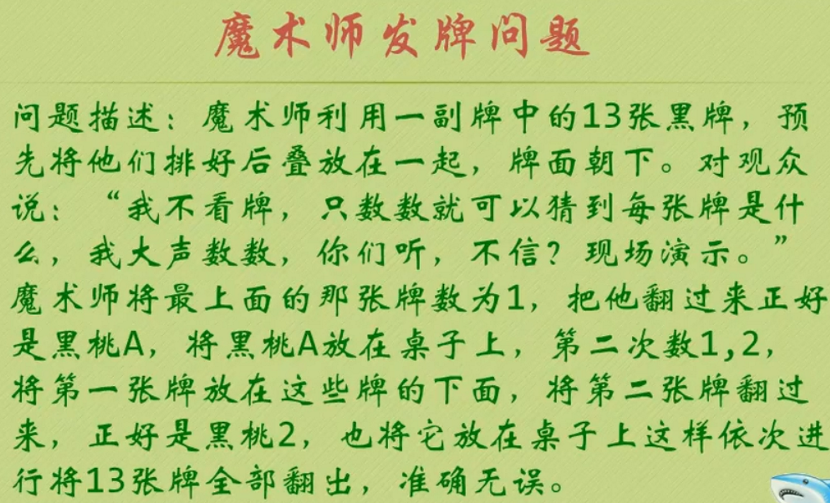 魔术师发牌问题
问题描述：魔术师利用一副牌中的13张黑牌，预
先将他们排好后叠放在一起，牌面朝下。对观众
说：“我不看牌，只数数就可以猜到每张牌是什
么，我大声数数，你们听，不信？现场演示。”
魔术师将最上面的那张牌数为1，把他翻过来正好
是黑桃A，将黑桃A放在桌子上，第二次数1,2，
将第一张牌放在这些牌的下面，将第二张牌翻过
来，正好是黑桃2，也将它放在桌子上这样依次进
行将13张牌全部翻出，准确无误。